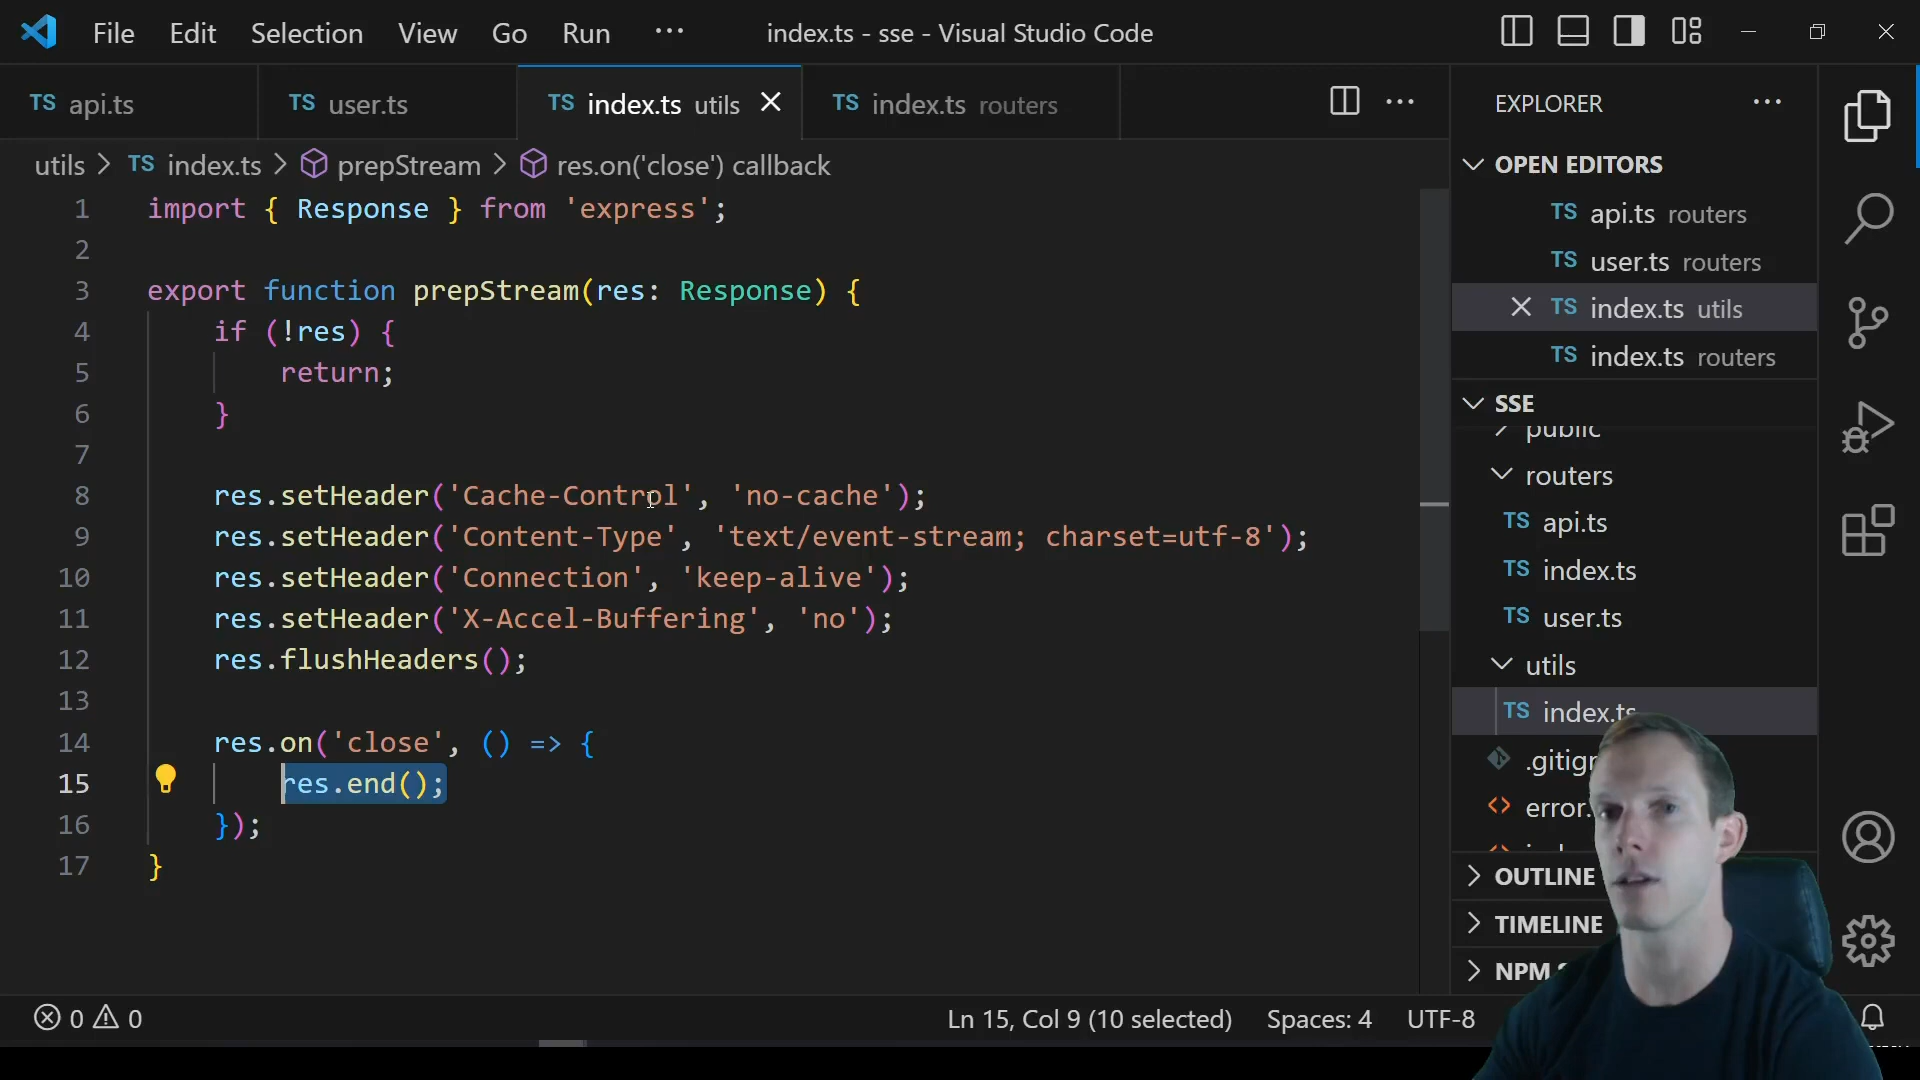 File Edit Selection View Go Run ··· index.ts - sse - Visual Studio Code
TS api.ts TS user.ts TS index.ts utils TS index.ts routers
utils > TS index.ts > prepStream > res.on('close') callback
1 import { Response } from 'express';
2
3 export function prepStream(res: Response) {
4 if (!res) {
5 return;
6 }
7
8 res.setHeader('Cache-Control', 'no-cache');
9 res.setHeader('Content-Type', 'text/event-stream; charset=utf-8');
10 res.setHeader('Connection', 'keep-alive');
11 res.setHeader('X-Accel-Buffering', 'no');
12 res.flushHeaders();
13
14 res.on('close', () => {
15 res.end();
16 });
17 }
EXPLORER ···
OPEN EDITORS
TS api.ts routers
TS user.ts routers
TS index.ts utils
TS index.ts routers
SSE
public
routers
TS api.ts
TS index.ts
TS user.ts
utils
TS index.ts
OUTLINE
TIMELINE
NPM
0 0 Ln 15, Col 9 (10 selected) Spaces: 4 UTF-8